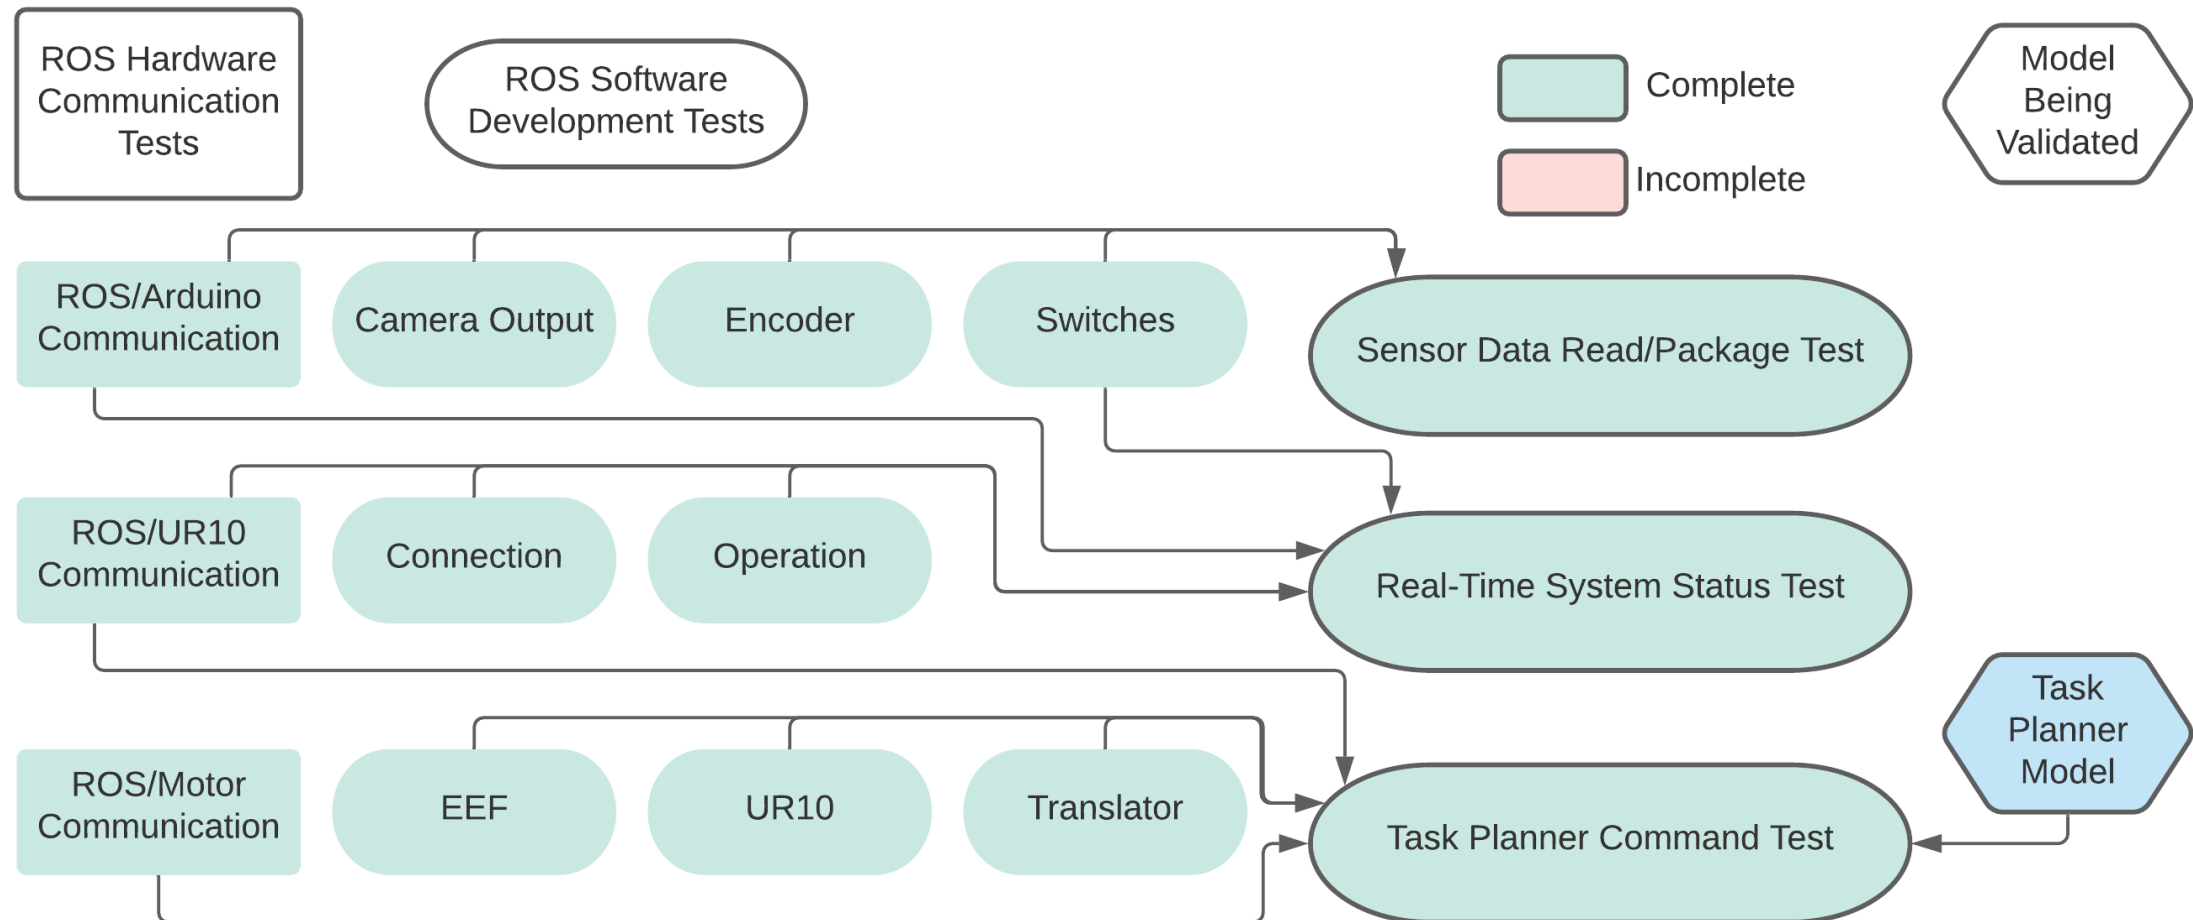 ROS Hardware
Communication
Tests
ROS Software
Development Tests
Complete
Incomplete
Model
Being
Validated
ROS/Arduino
Communication
Camera Output
Encoder
Switches
Sensor Data Read/Package Test
ROS/UR10
Communication
Connection
Operation
Real-Time System Status Test
ROS/Motor
Communication
EEF
UR10
Translator
Task Planner Command Test
Task
Planner
Model